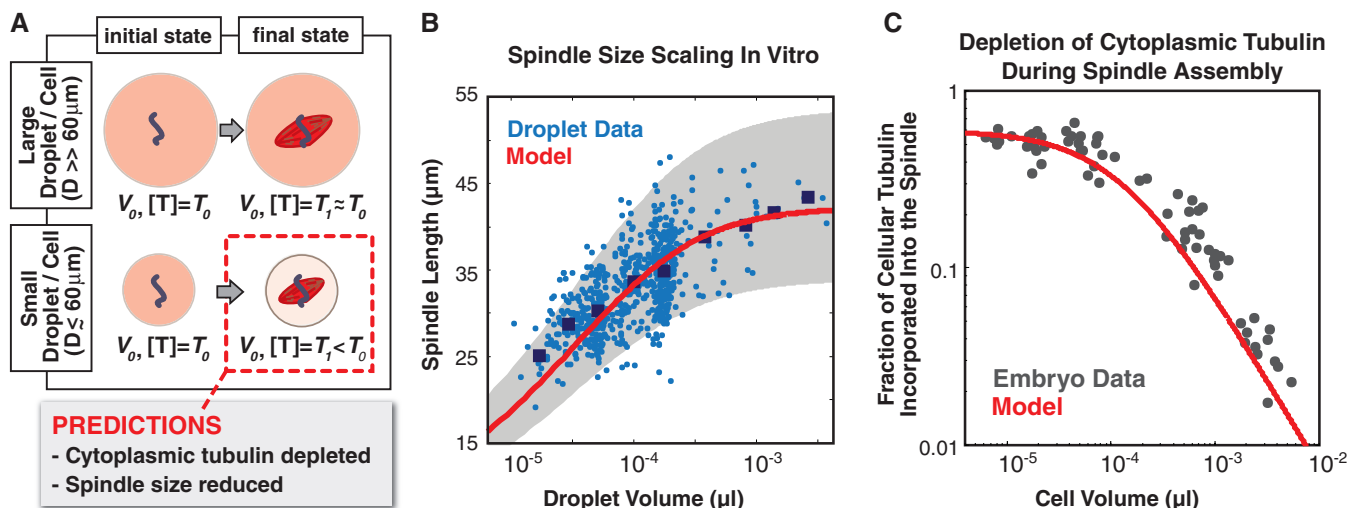 A
initial state
final state
Large
Droplet / Cell
(D >> 60µm)
V₀, [T]=T₀
V₀, [T]=T₁≈ T₀
Small
Droplet / Cell
(D≲ 60µm)
V₀, [T]=T₀
V₀, [T]=T₁< T₀
PREDICTIONS
- Cytoplasmic tubulin depleted
- Spindle size reduced
B
Spindle Size Scaling In Vitro
Spindle Length (µm)
55
45
35
25
15
Droplet Data
Model
10⁻⁵
10⁻⁴
10⁻³
Droplet Volume (µl)
C
Depletion of Cytoplasmic Tubulin
During Spindle Assembly
Fraction of Cellular Tubulin
Incorporated Into the Spindle
1
0.1
0.01
Embryo Data
Model
10⁻⁵
10⁻⁴
10⁻³
10⁻²
Cell Volume (µl)